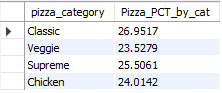 pizza_category Pizza_PCT_by_cat
Classic 26.9517
Veggie 23.5279
Supreme 25.5061
Chicken 24.0142